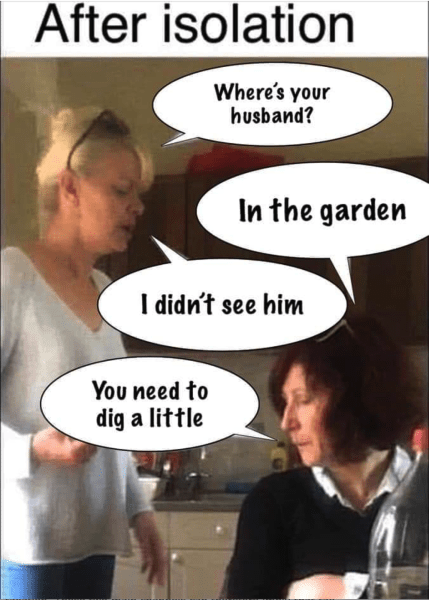 After isolation
Where's your
husband?
In the garden
I didn't see him
You need to
dig a little